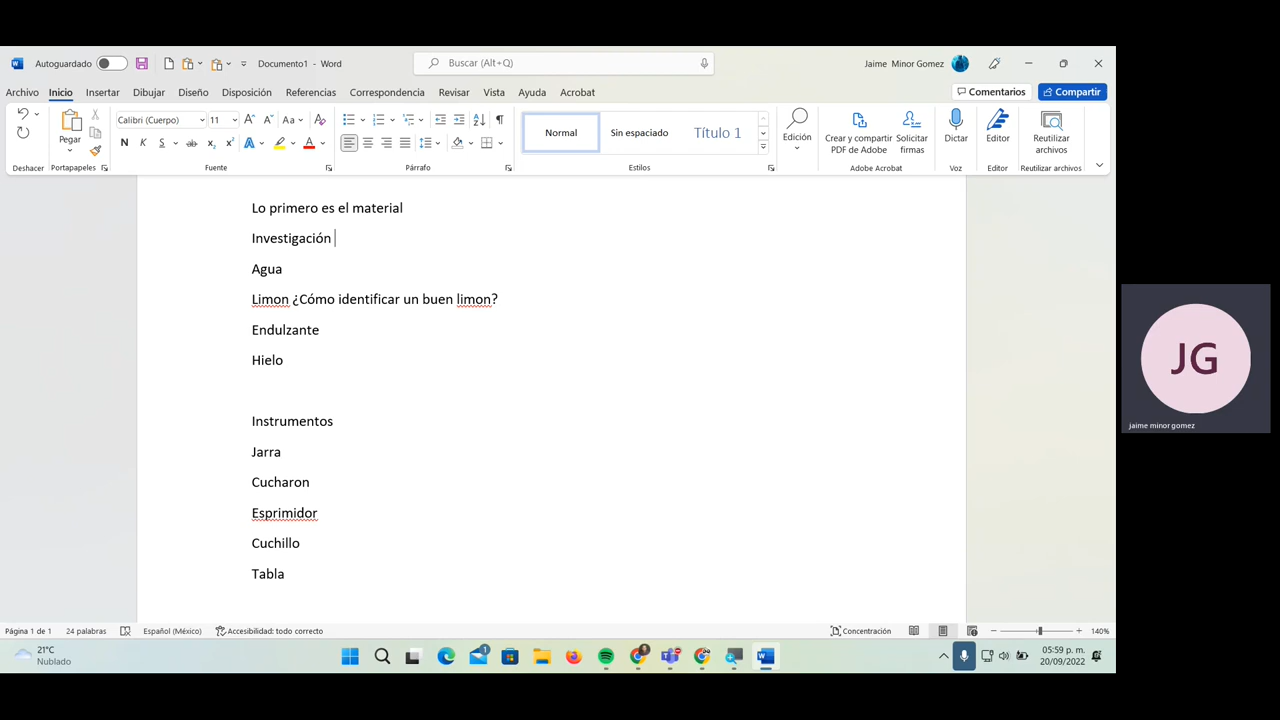 Autoguardado
Documento1 - Word
Buscar (Alt+Q)
Jaime Minor Gomez
Archivo Inicio Insertar Dibujar Diseño Disposición Referencias Correspondencia Revisar Vista Ayuda Acrobat
Comentarios Compartir
Calibri (Cuerpo) 11
Pegar
N K S ab
Normal Sin espaciado Título 1
Edición
Crear y compartir PDF de Adobe
Solicitar firmas
Dictar
Editor
Reutilizar archivos
Deshacer Portapapeles Fuente Párrafo Estilos Adobe Acrobat Voz Editor Reutilizar archivos
Lo primero es el material
Investigación
Agua
Limon ¿Cómo identificar un buen limon?
Endulzante
Hielo
Instrumentos
Jarra
Cucharon
Esprimidor
Cuchillo
Tabla
JG
jaime minor gomez
Página 1 de 1 24 palabras Español (México) Accesibilidad: todo correcto Concentración 140%
21°C
Nublado
05:59 p. m.
20/09/2022